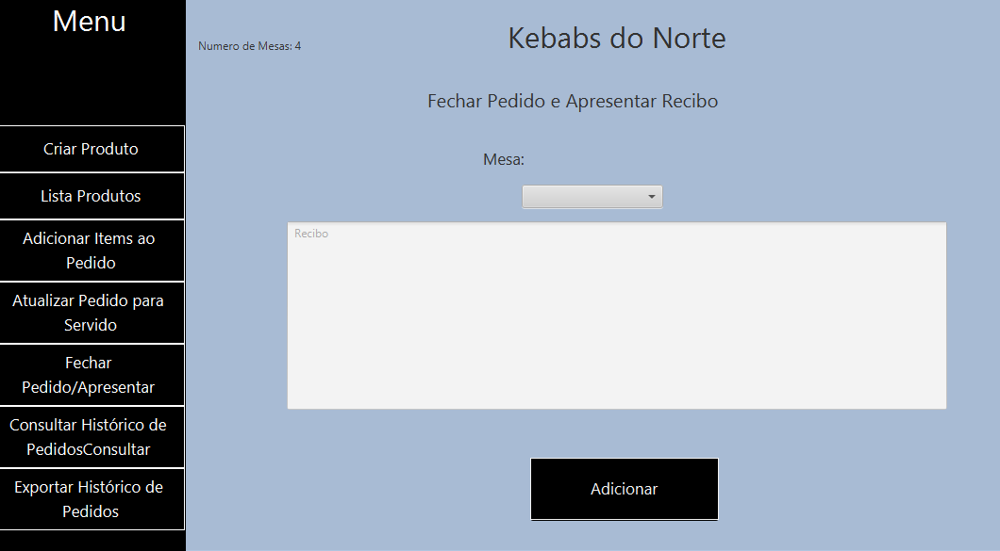 Menu
Criar Produto
Lista Produtos
Adicionar Items ao
Pedido
Atualizar Pedido para
Servido
Fechar
Pedido/Apresentar
Consultar Histórico de
PedidosConsultar
Exportar Histórico de
Pedidos
Numero de Mesas: 4
Kebabs do Norte
Fechar Pedido e Apresentar Recibo
Mesa:
Recibo
Adicionar